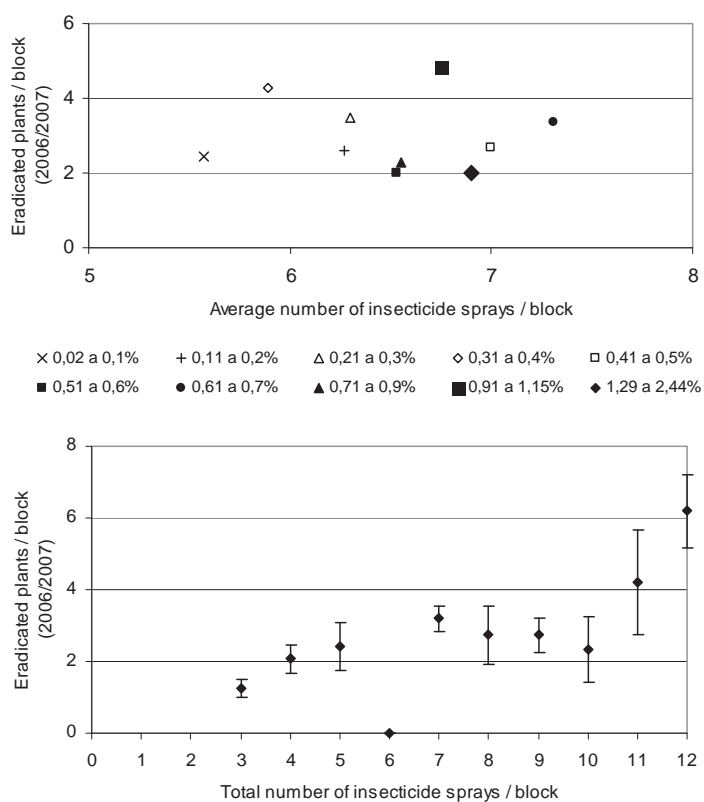 6
4
2
0
Eradicated plants / block
(2006/2007)
5 6 7 8
Average number of insecticide sprays / block
0,02 a 0,1% 0,11 a 0,2% 0,21 a 0,3% 0,31 a 0,4% 0,41 a 0,5%
0,51 a 0,6% 0,61 a 0,7% 0,71 a 0,9% 0,91 a 1,15% 1,29 a 2,44%
8
6
4
2
0
Eradicated plants / block
(2006/2007)
0 1 2 3 4 5 6 7 8 9 10 11 12
Total number of insecticide sprays / block